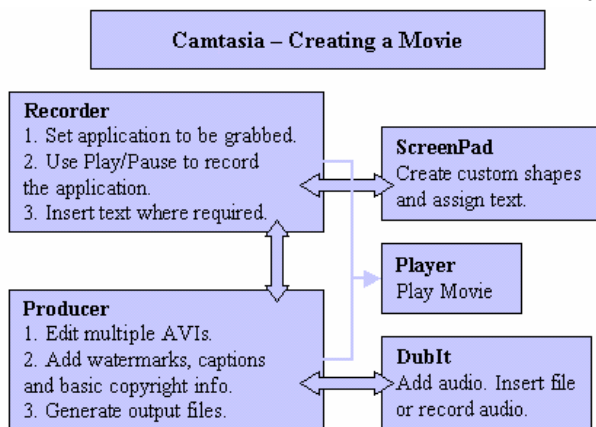 Camtasia – Creating a Movie
Recorder
1. Set application to be grabbed.
2. Use Play/Pause to record
the application.
3. Insert text where required.
ScreenPad
Create custom shapes
and assign text.
Player
Play Movie
Producer
1. Edit multiple AVIs.
2. Add watermarks, captions
and basic copyright info.
3. Generate output files.
DubIt
Add audio. Insert file
or record audio.